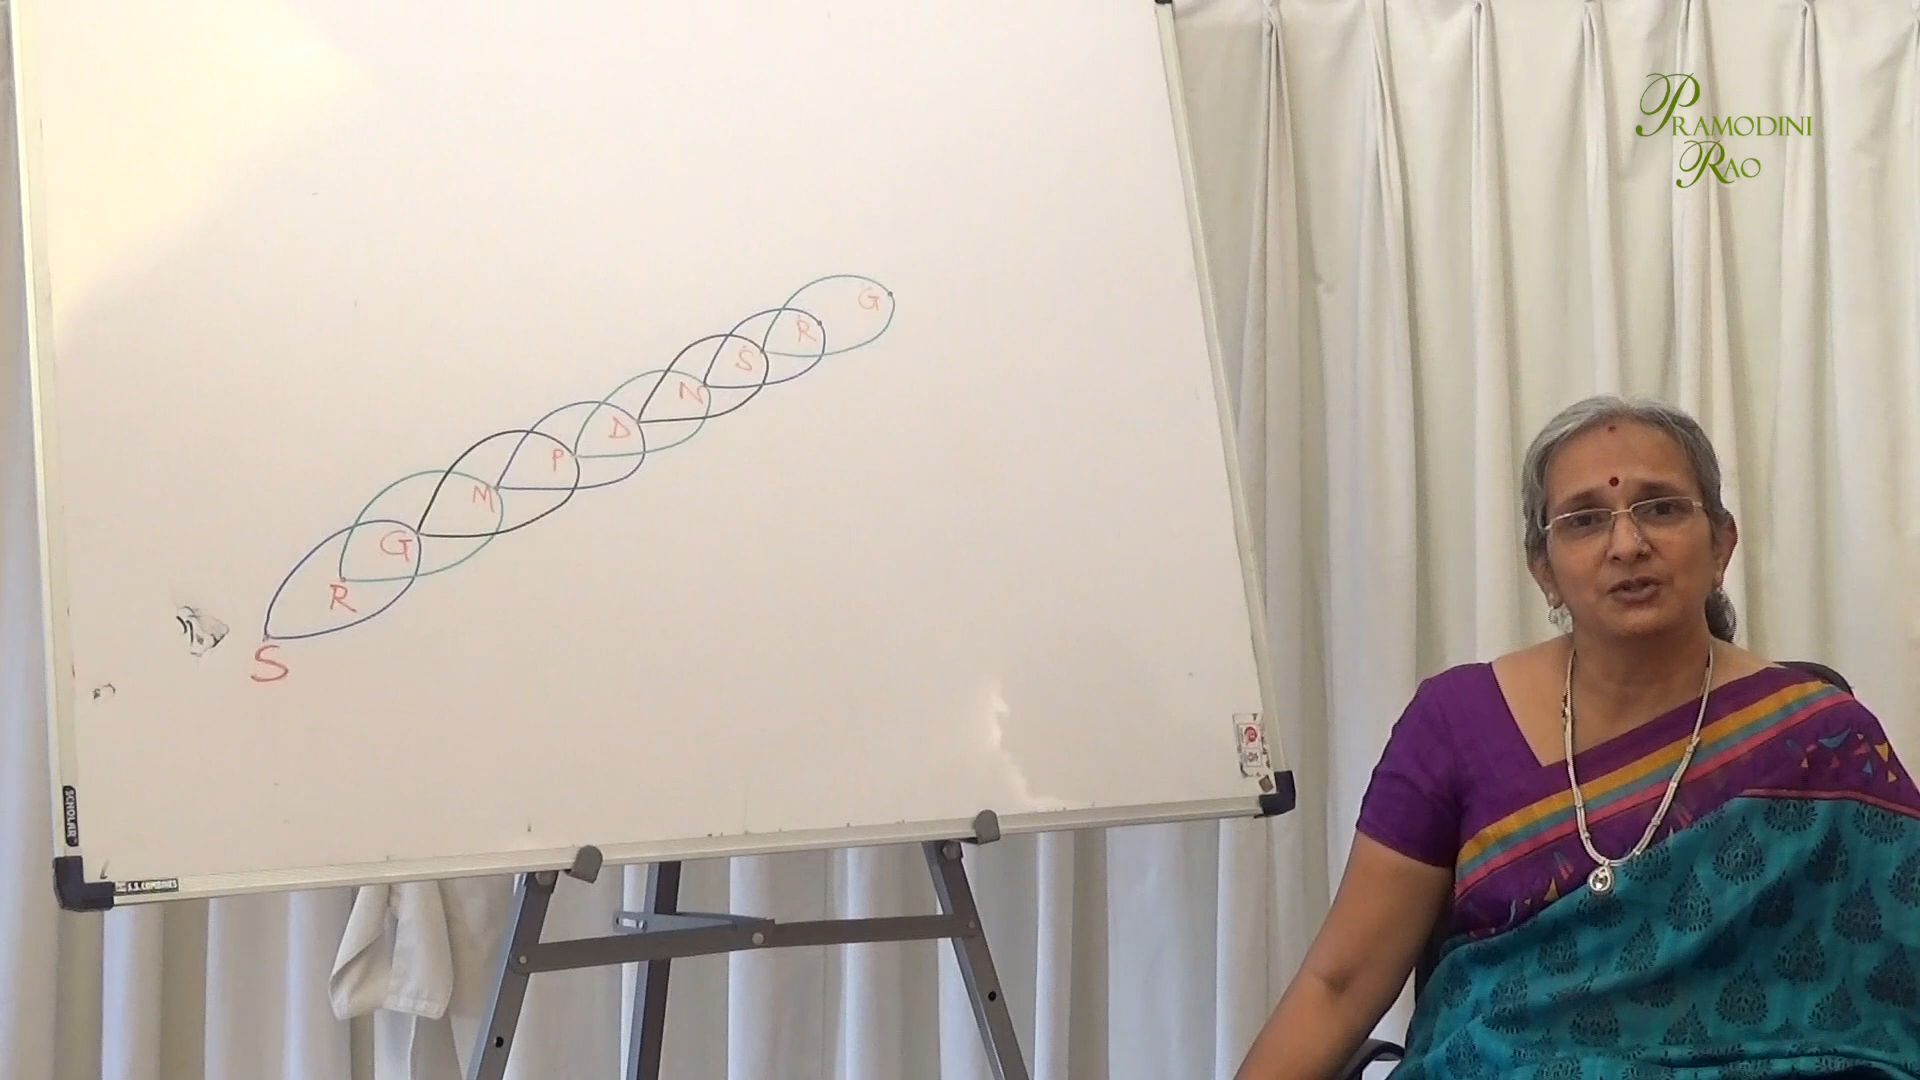 PRAMODINI
RAO
G
R
S
N
D
P
M
G
R
S
SCHOLAR
S.S. COMBINES